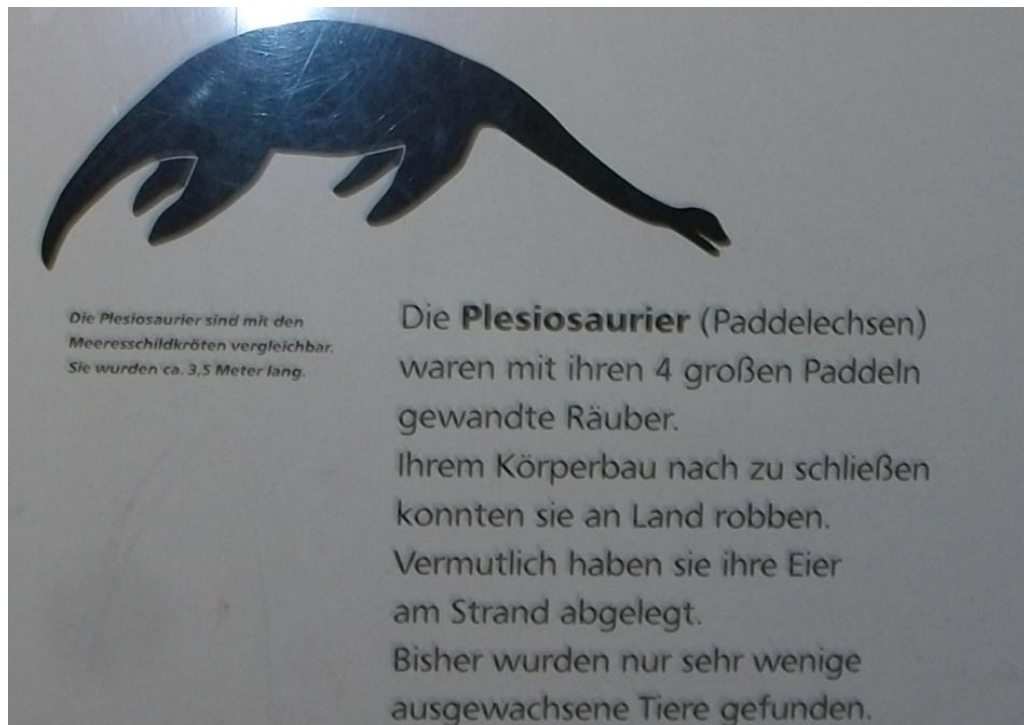 Die Plesiosaurier sind mit den
Meeresschildkröten vergleichbar.
Sie wurden ca. 3,5 Meter lang.
Die Plesiosaurier (Paddelechsen)
waren mit ihren 4 großen Paddeln
gewandte Räuber.
Ihrem Körperbau nach zu schließen
konnten sie an Land robben.
Vermutlich haben sie ihre Eier
am Strand abgelegt.
Bisher wurden nur sehr wenige
ausgewachsene Tiere gefunden.